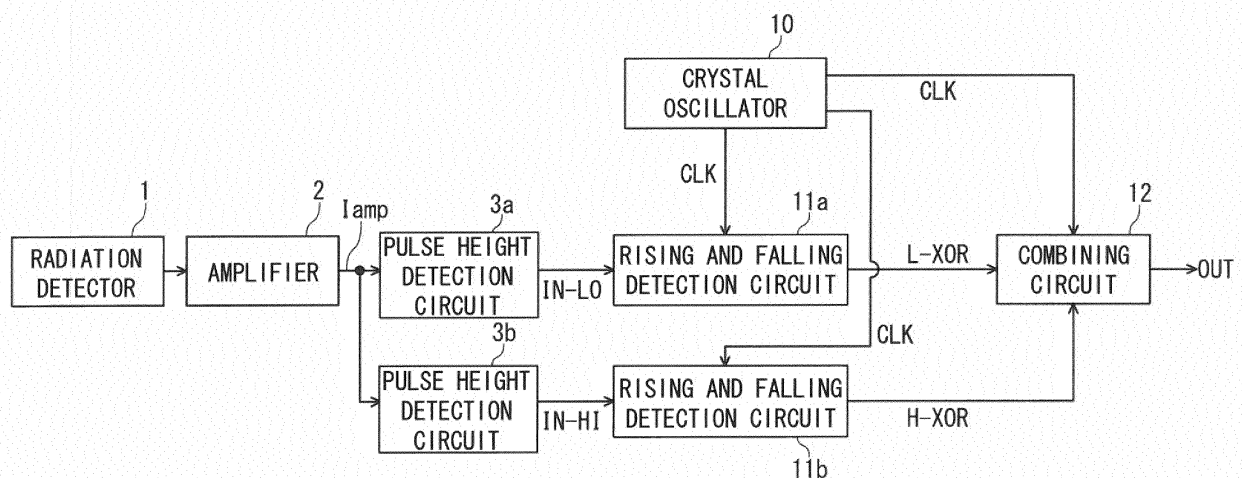 10
CRYSTAL
OSCILLATOR
CLK
CLK
1
RADIATION
DETECTOR
2
AMPLIFIER
Iamp
3a
PULSE HEIGHT
DETECTION
CIRCUIT
IN-LO
11a
RISING AND FALLING
DETECTION CIRCUIT
L-XOR
12
COMBINING
CIRCUIT
OUT
3b
PULSE HEIGHT
DETECTION
CIRCUIT
IN-HI
CLK
RISING AND FALLING
DETECTION CIRCUIT
11b
H-XOR